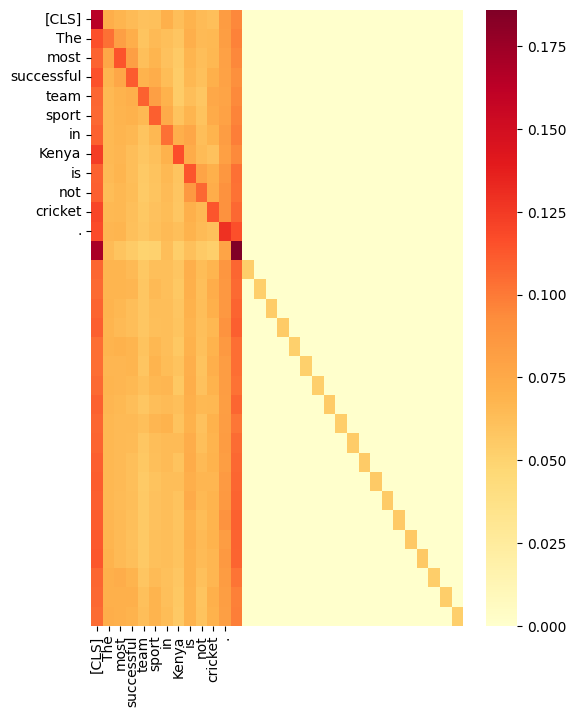 [CLS]
The
most
successful
team
sport
in
Kenya
is
not
cricket
.
[CLS]
The
most
successful
team
sport
in
Kenya
is
not
cricket
.
0.175
0.150
0.125
0.100
0.075
0.050
0.025
0.000